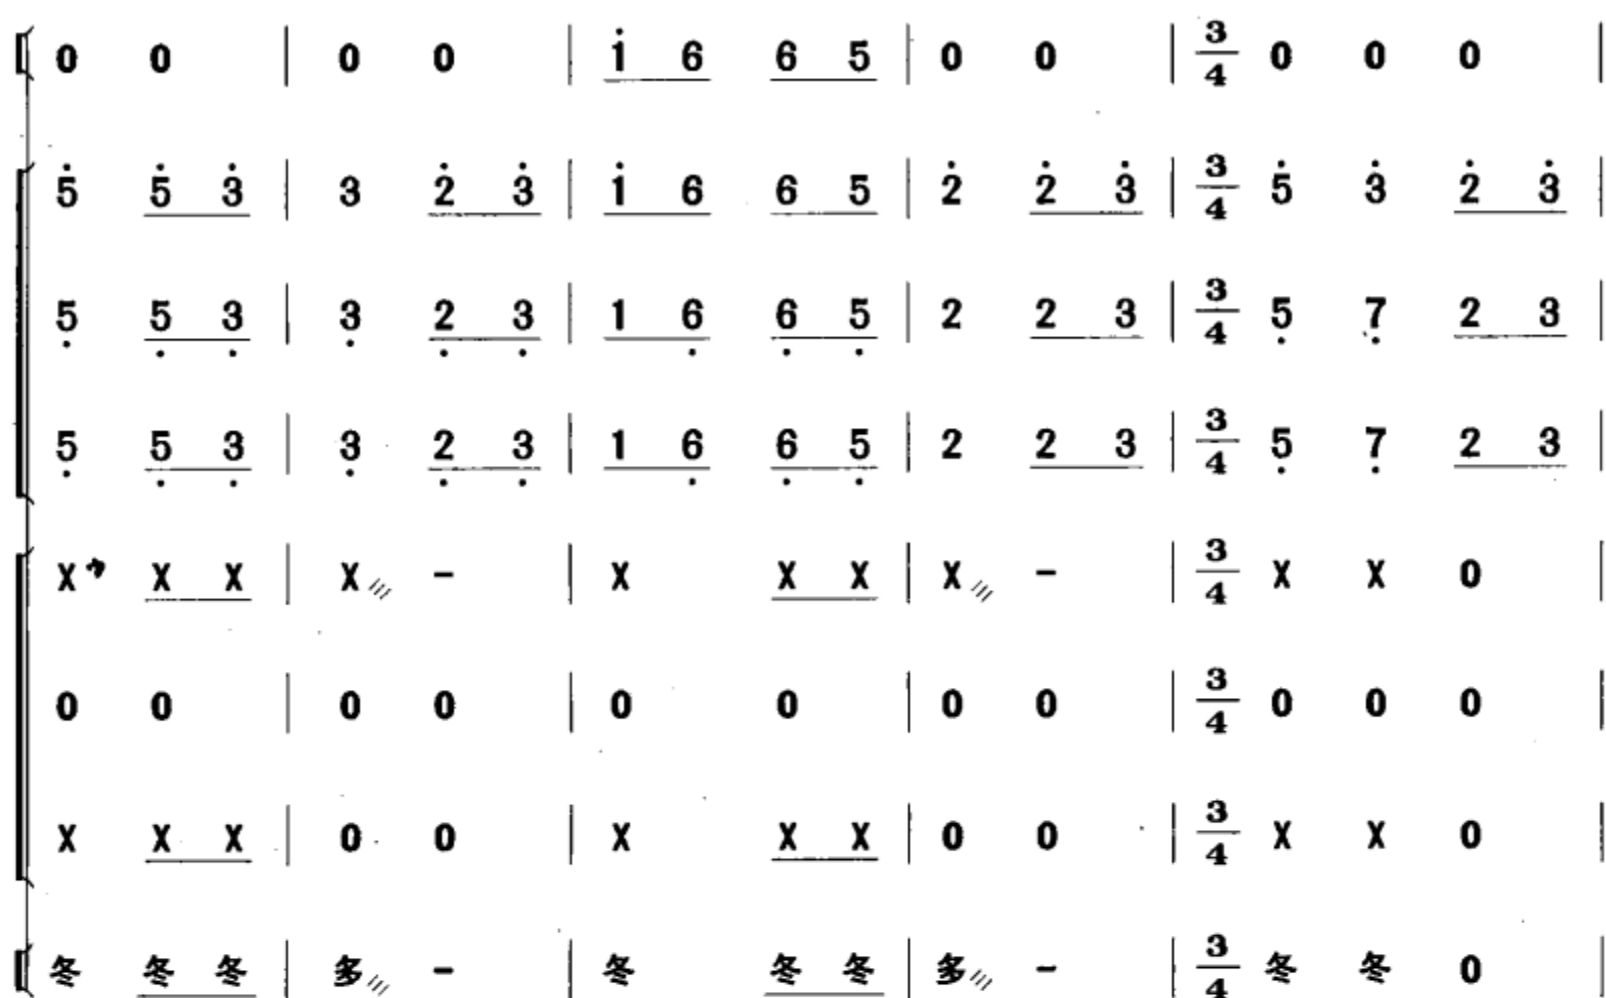 0 0 | 0 0 | i̇ 6 6 5 | 0 0 | 3/4 0 0 0 |
5̇ 5̇ 3̇ | 3 2̇ 3̇ | i̇ 6 6 5 | 2̇ 2̇ 3̇ | 3/4 5̇ 3̇ 2̇ 3̇ |
5̣ 5̣ 3̣ | 3̣ 2̣ 3̣ | 1 6̣ 6̣ 5̣ | 2 2 3 | 3/4 5̣ 7̣ 2 3 |
5̣ 5̣ 3̣ | 3̣ 2̣ 3̣ | 1 6̣ 6̣ 5̣ | 2 2 3 | 3/4 5̣ 7̣ 2 3 |
X X X | X/// - | X X X | X/// - | 3/4 X X 0 |
0 0 | 0 0 | 0 0 | 0 0 | 3/4 0 0 0 |
X X X | 0 0 | X X X | 0 0 | 3/4 X X 0 |
冬 冬 冬 | 多/// - | 冬 冬 冬 | 多/// - | 3/4 冬 冬 0